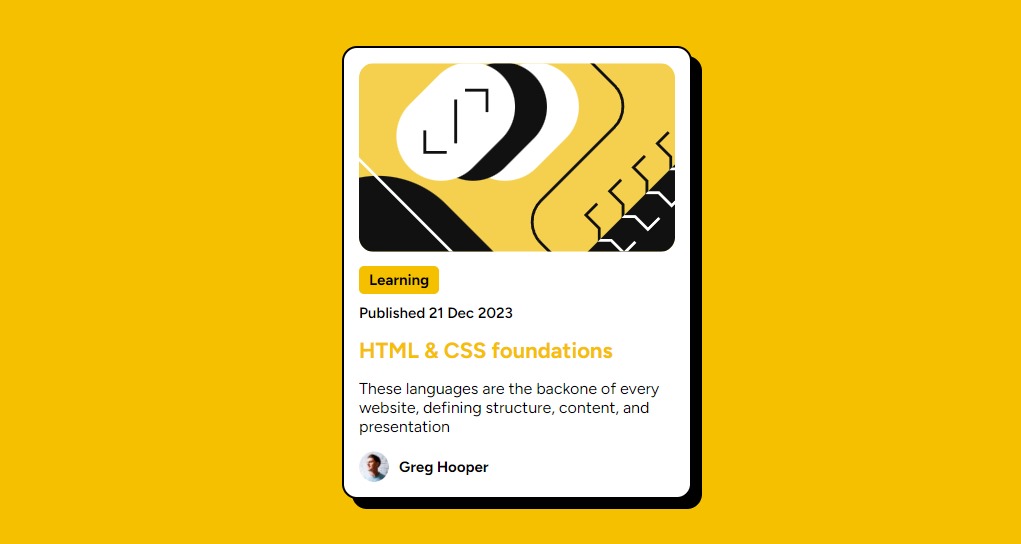 Learning
Published 21 Dec 2023
HTML & CSS foundations
These languages are the backone of every
website, defining structure, content, and
presentation
Greg Hooper